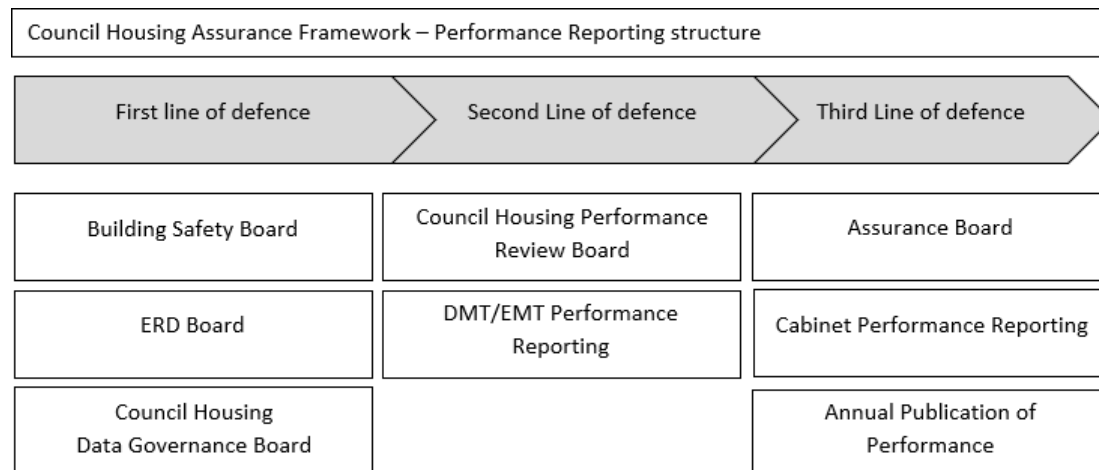 Council Housing Assurance Framework – Performance Reporting structure
First line of defence
Second Line of defence
Third Line of defence
Building Safety Board
Council Housing Performance
Review Board
Assurance Board
ERD Board
DMT/EMT Performance
Reporting
Cabinet Performance Reporting
Council Housing
Data Governance Board
Annual Publication of
Performance